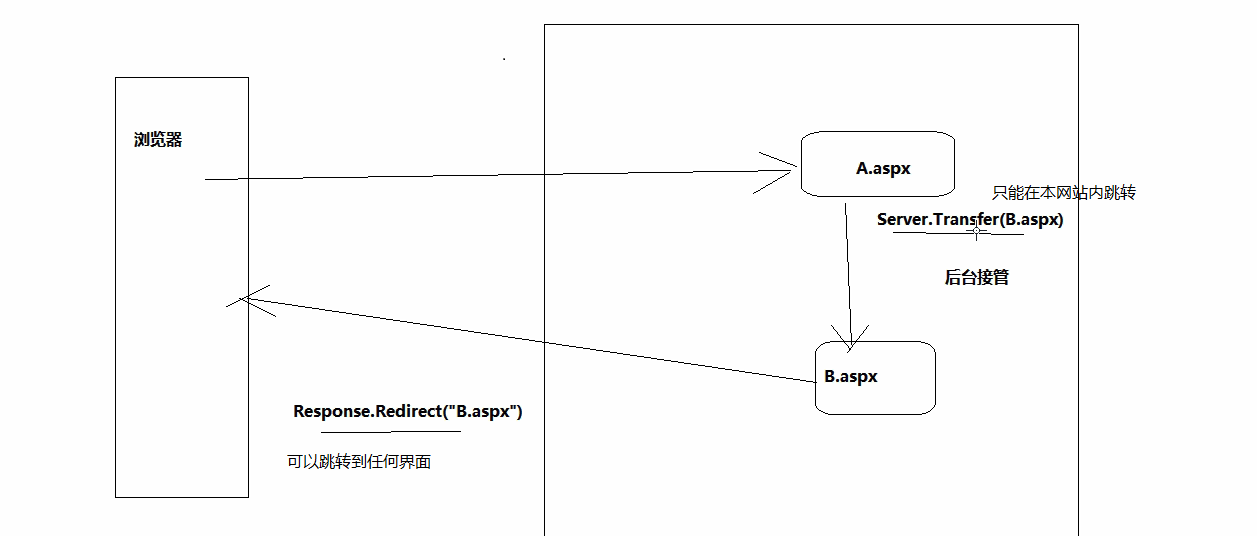 浏览器
A.aspx
只能在本网站内跳转
Server.Transfer(B.aspx)
后台接管
B.aspx
Response.Redirect("B.aspx")
可以跳转到任何界面